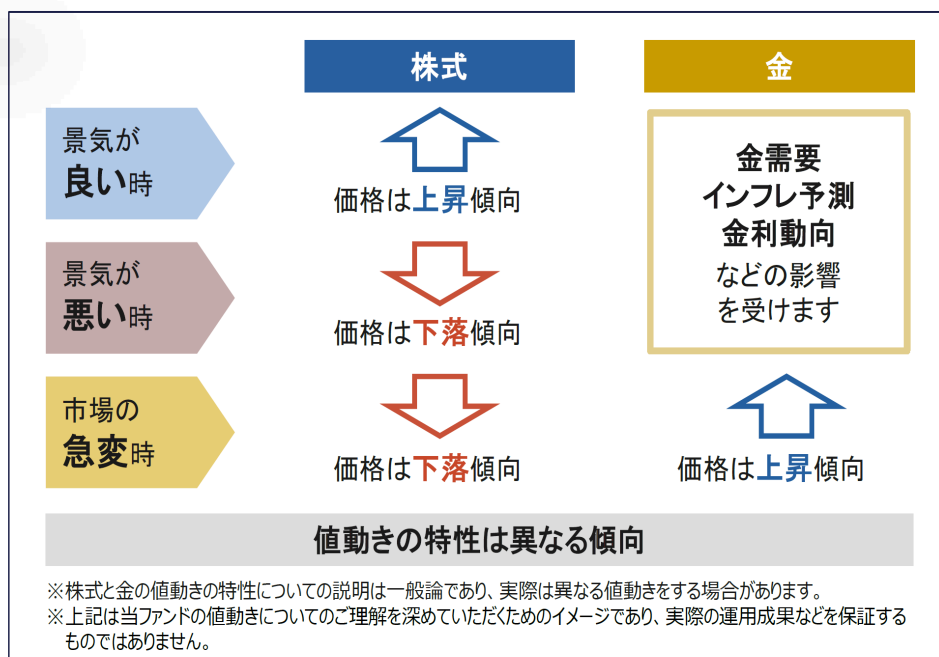 株式
金
景気が
良い時
価格は上昇傾向
金需要
インフレ予測
金利動向
などの影響
を受けます
景気が
悪い時
価格は下落傾向
市場の
急変時
価格は下落傾向
価格は上昇傾向
値動きの特性は異なる傾向
※株式と金の値動きの特性についての説明は一般論であり、実際は異なる値動きをする場合があります。
※上記は当ファンドの値動きについてのご理解を深めていただくためのイメージであり、実際の運用成果などを保証する
ものではありません。